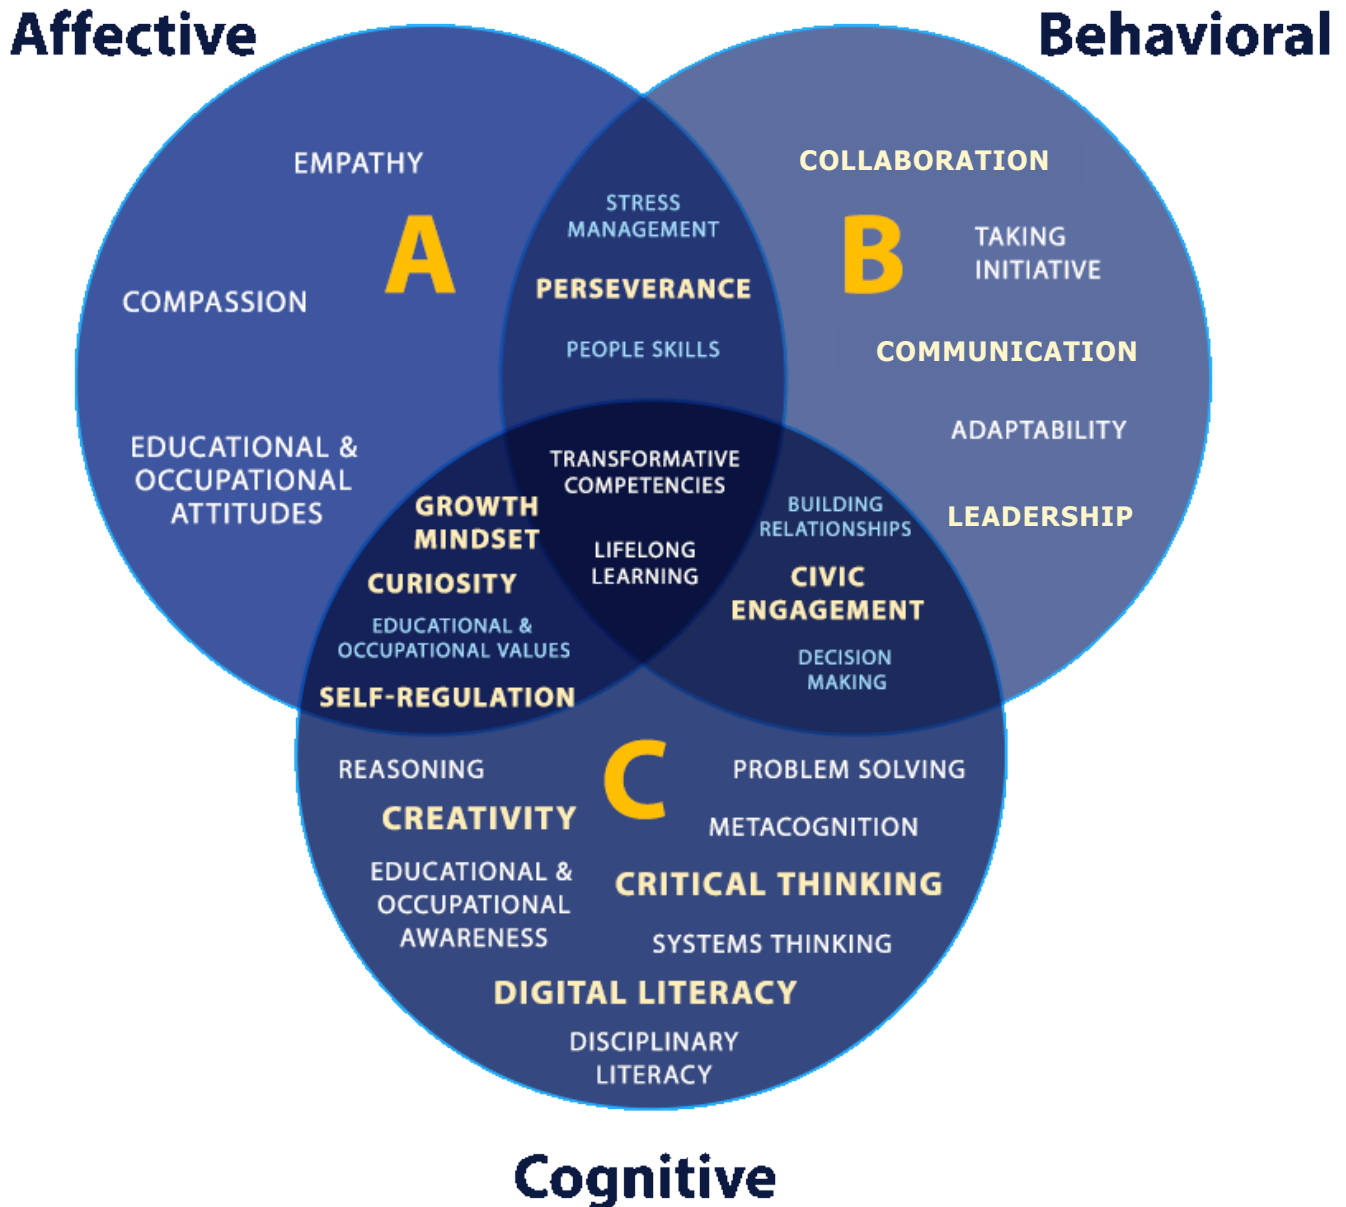 Affective
Behavioral
EMPATHY
A
COMPASSION
EDUCATIONAL &
OCCUPATIONAL
ATTITUDES
STRESS
MANAGEMENT
PERSEVERANCE
PEOPLE SKILLS
COLLABORATION
B
TAKING
INITIATIVE
COMMUNICATION
ADAPTABILITY
LEADERSHIP
TRANSFORMATIVE
COMPETENCIES
LIFELONG
LEARNING
GROWTH
MINDSET
CURIOSITY
EDUCATIONAL &
OCCUPATIONAL VALUES
SELF-REGULATION
BUILDING
RELATIONSHIPS
CIVIC
ENGAGEMENT
DECISION
MAKING
C
REASONING
CREATIVITY
EDUCATIONAL &
OCCUPATIONAL
AWARENESS
PROBLEM SOLVING
METACOGNITION
CRITICAL THINKING
SYSTEMS THINKING
DIGITAL LITERACY
DISCIPLINARY
LITERACY
Cognitive